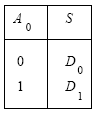 A₀ S
0 D₀
1 D₁